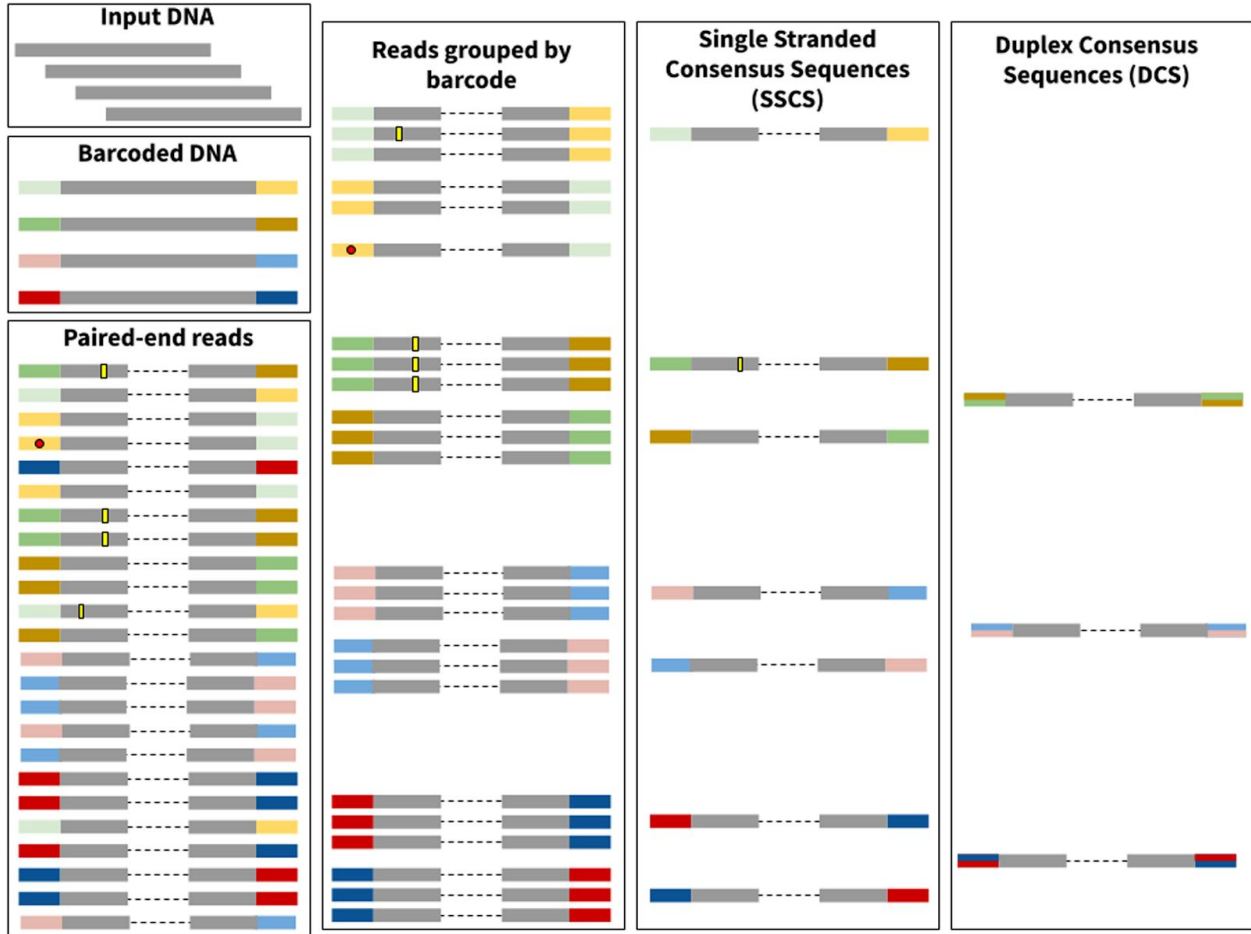 Input DNA
Barcoded DNA
Paired-end reads
Reads grouped by
barcode
Single Stranded
Consensus Sequences
(SSCS)
Duplex Consensus
Sequences (DCS)